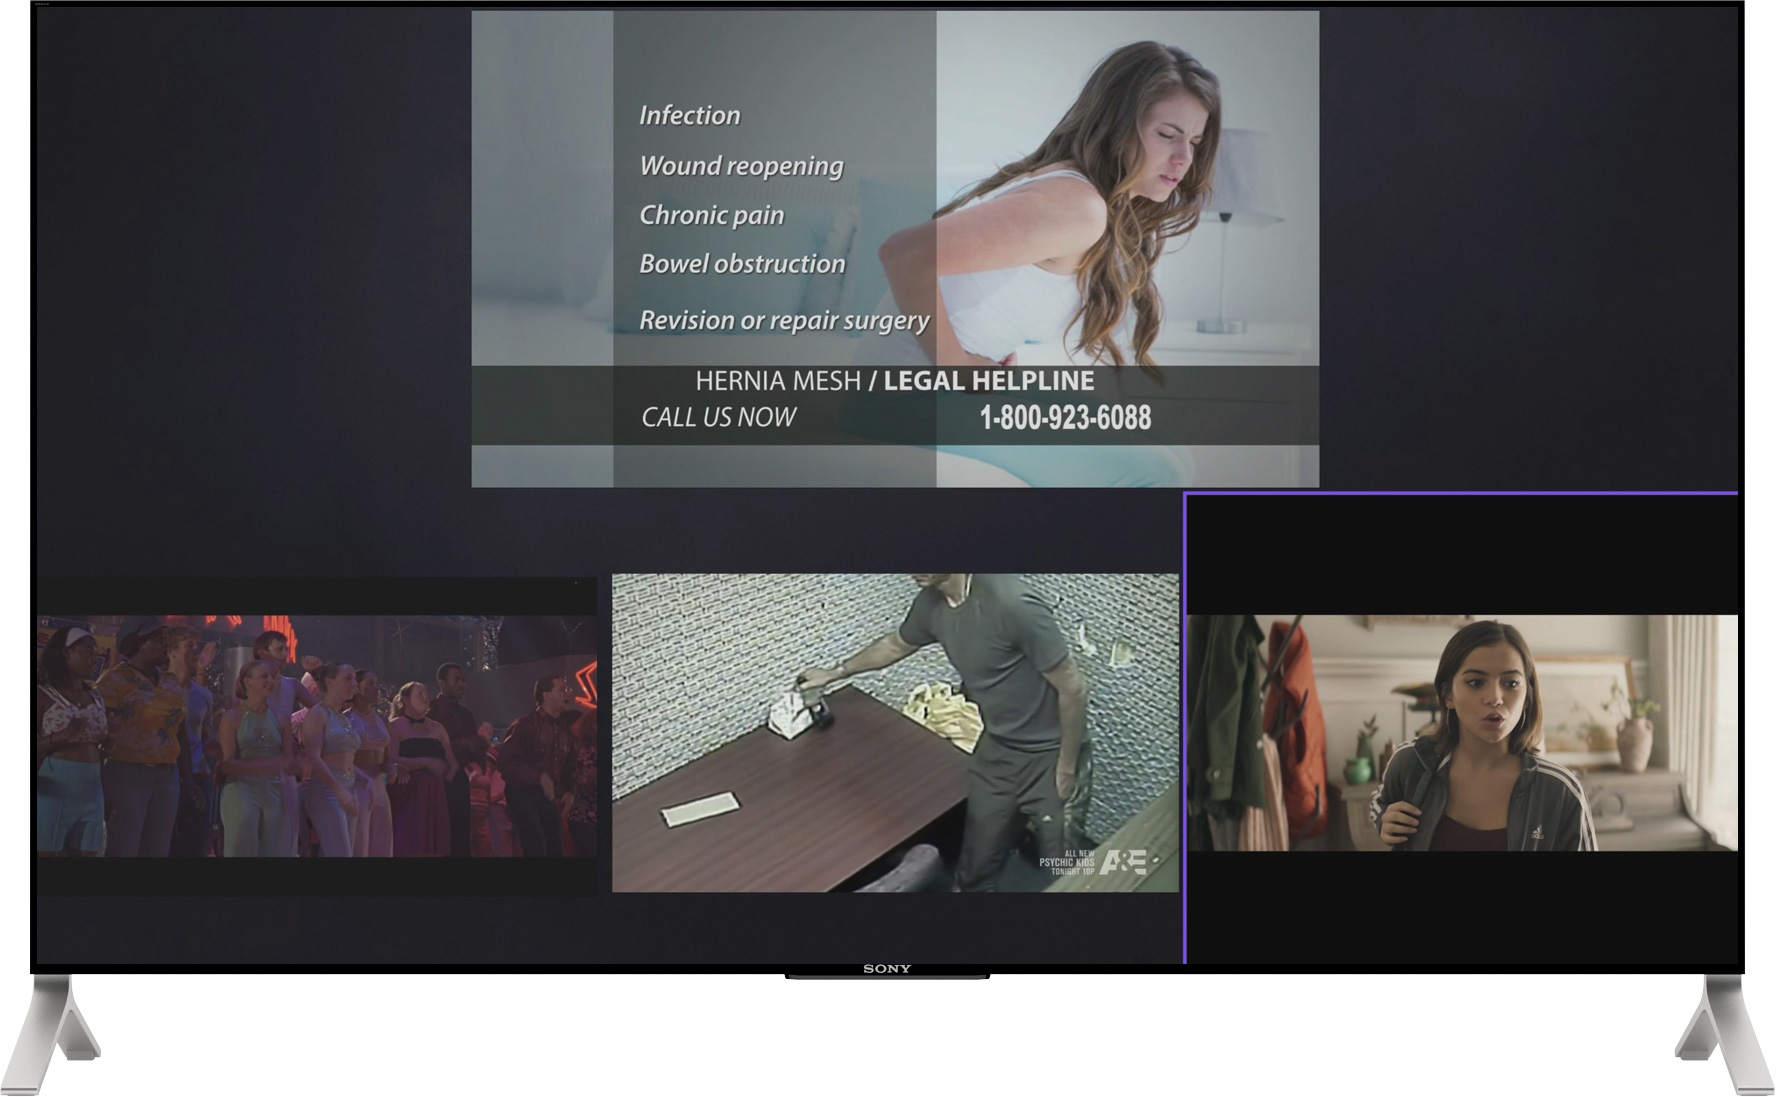 Infection
Wound reopening
Chronic pain
Bowel obstruction
Revision or repair surgery
HERNIA MESH / LEGAL HELPLINE
CALL US NOW 1-800-923-6088
ALL NEW
PSYCHIC KIDS
TONIGHT 10P
A&E
SONY